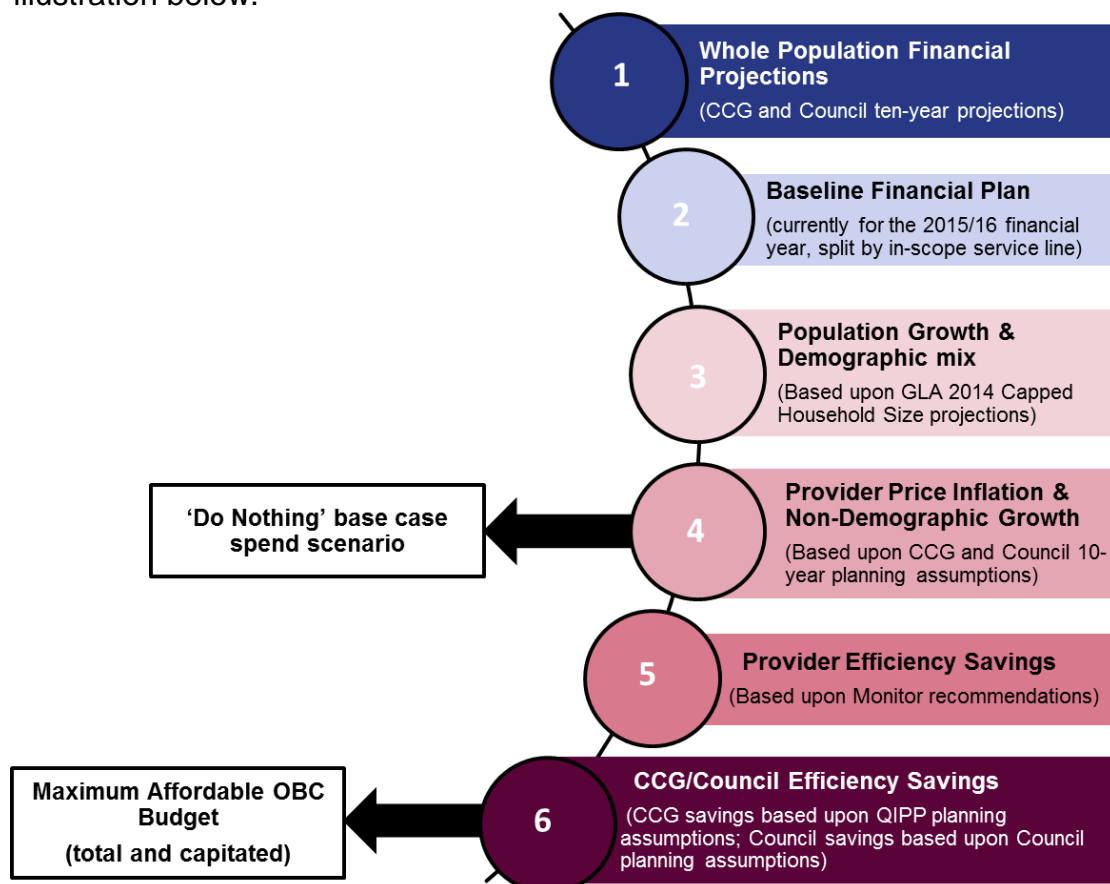 illustration below.
1
Whole Population Financial
Projections
(CCG and Council ten-year projections)
2
Baseline Financial Plan
(currently for the 2015/16 financial
year, split by in-scope service line)
3
Population Growth &
Demographic mix
(Based upon GLA 2014 Capped
Household Size projections)
'Do Nothing' base case
spend scenario
4
Provider Price Inflation &
Non-Demographic Growth
(Based upon CCG and Council 10-
year planning assumptions)
5
Provider Efficiency Savings
(Based upon Monitor recommendations)
Maximum Affordable OBC
Budget
(total and capitated)
6
CCG/Council Efficiency Savings
(CCG savings based upon QIPP planning
assumptions; Council savings based upon Council
planning assumptions)